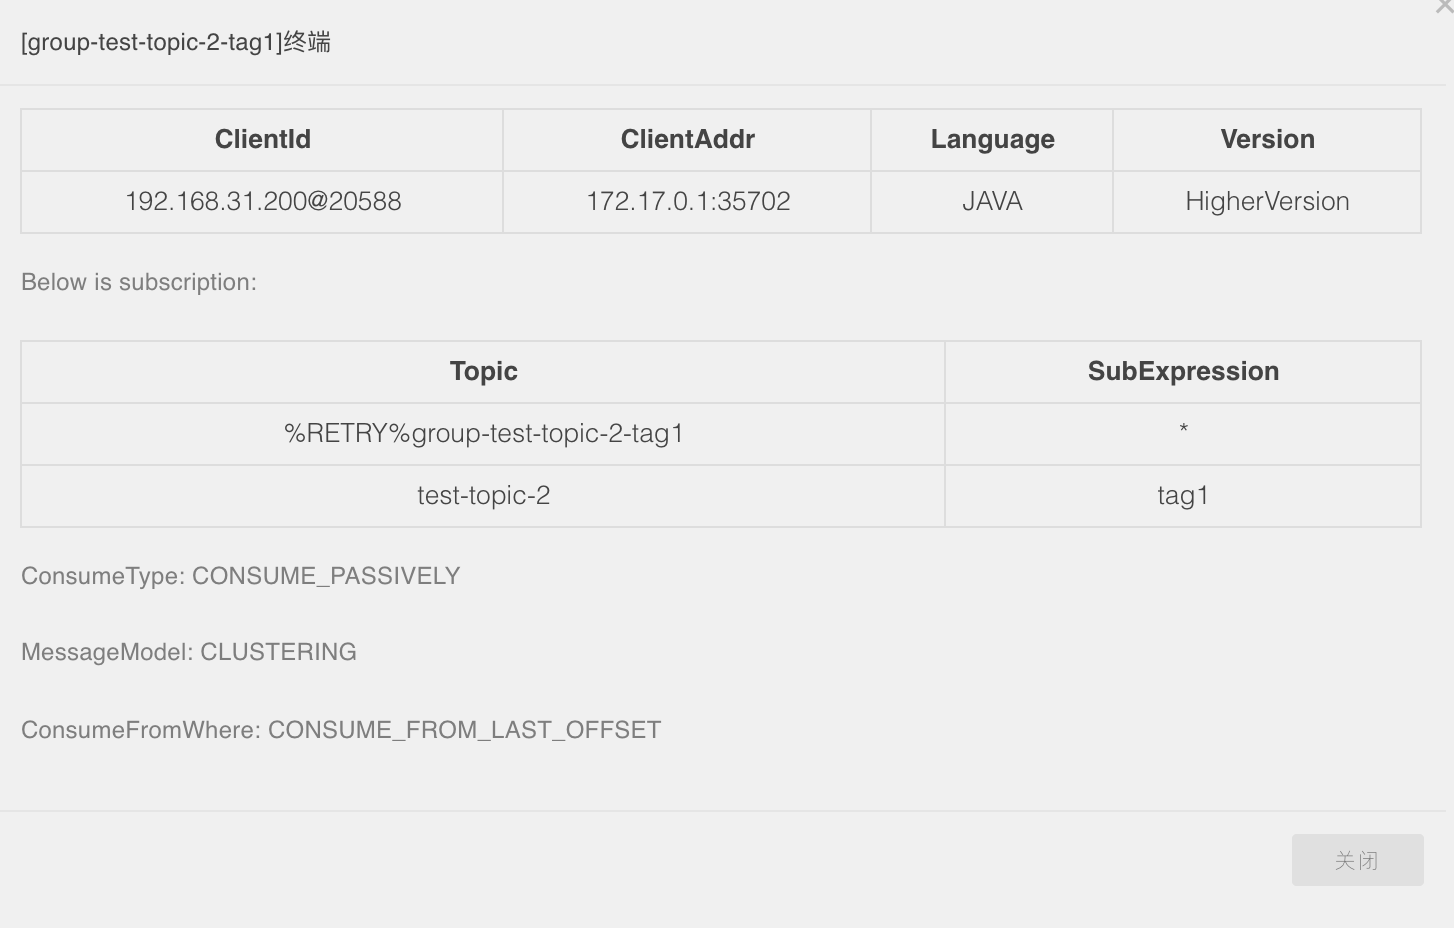 [group-test-topic-2-tag1]终端
ClientId ClientAddr Language Version
192.168.31.200@20588 172.17.0.1:35702 JAVA HigherVersion
Below is subscription:
Topic SubExpression
%RETRY%group-test-topic-2-tag1 *
test-topic-2 tag1
ConsumeType: CONSUME_PASSIVELY
MessageModel: CLUSTERING
ConsumeFromWhere: CONSUME_FROM_LAST_OFFSET
关闭